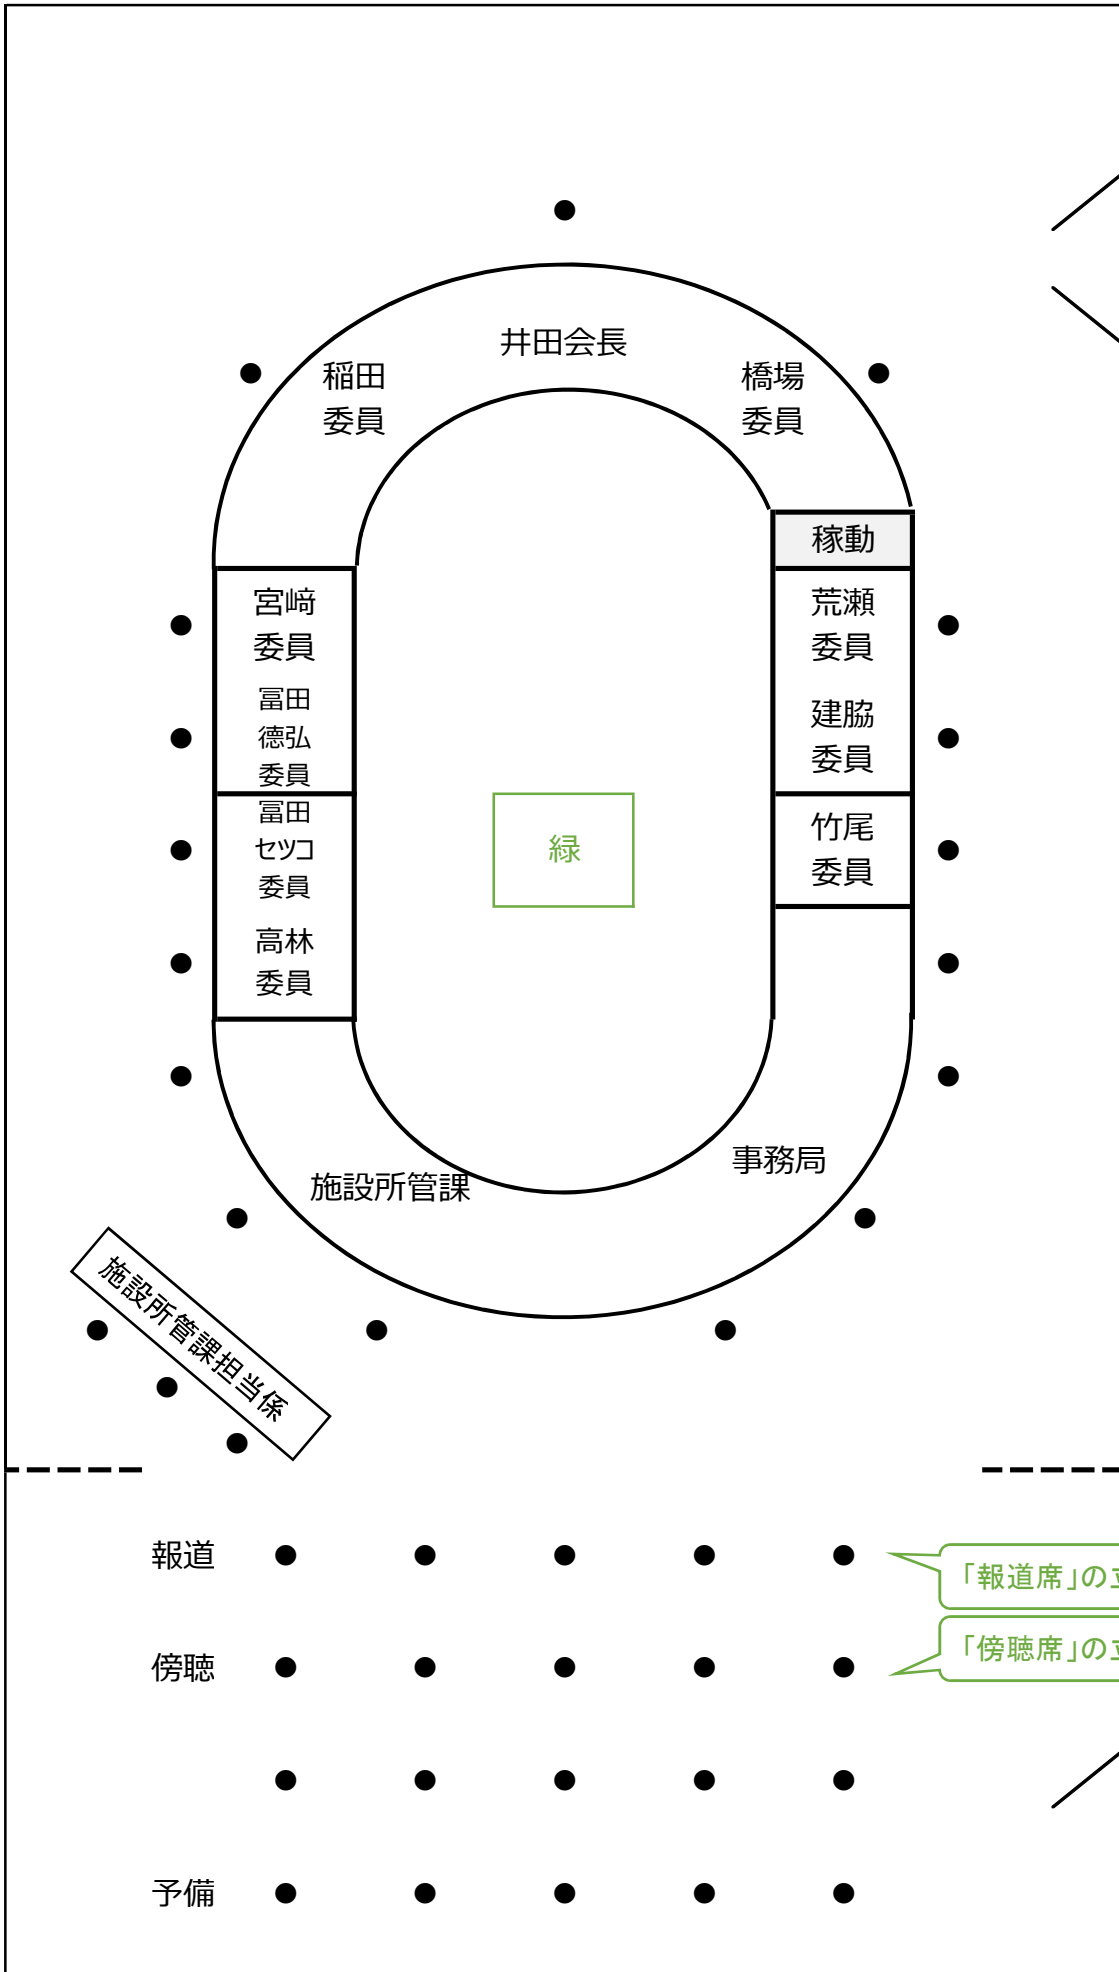 井田会長
稲田
委員
橋場
委員
稼動
宮﨑
委員
荒瀬
委員
冨田
德弘
委員
建脇
委員
冨田
セツコ
委員
竹尾
委員
緑
高林
委員
事務局
施設所管課
施設所管課担当係
報道
「報道席」の
傍聴
「傍聴席」の
予備